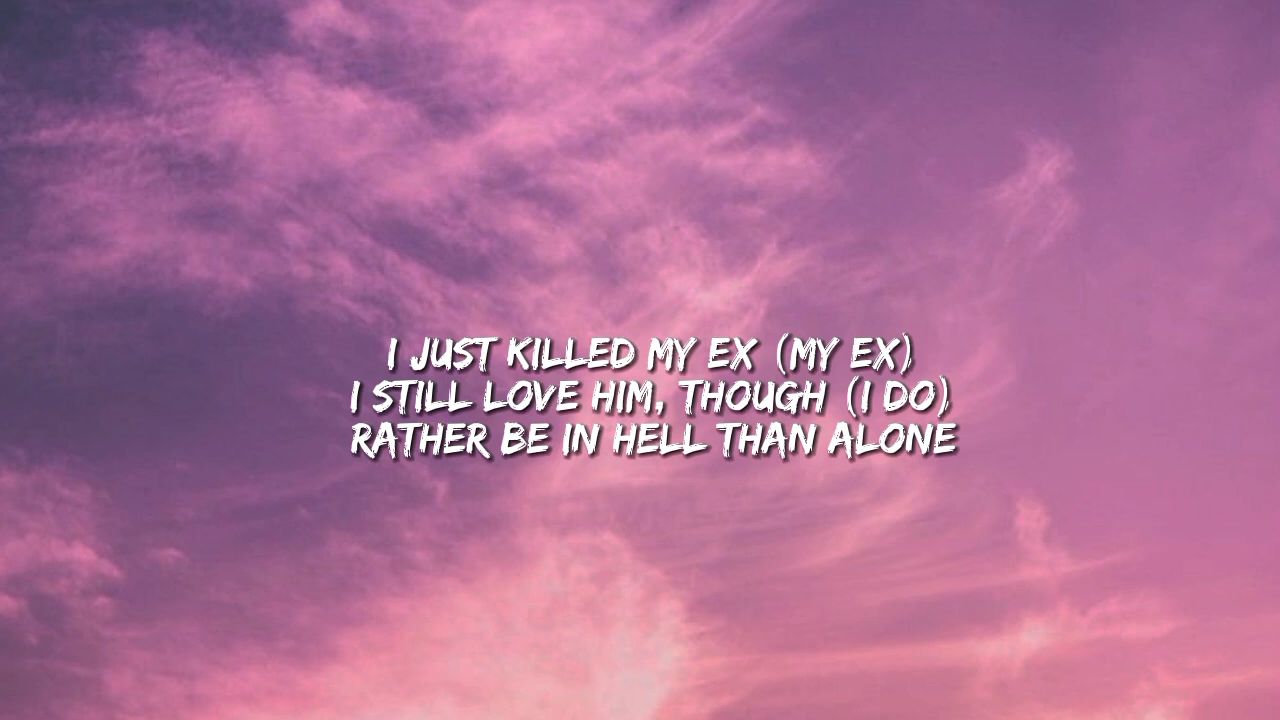 I JUST KILLED MY EX (MY EX)
I STILL LOVE HIM, THOUGH (I DO)
RATHER BE IN HELL THAN ALONE